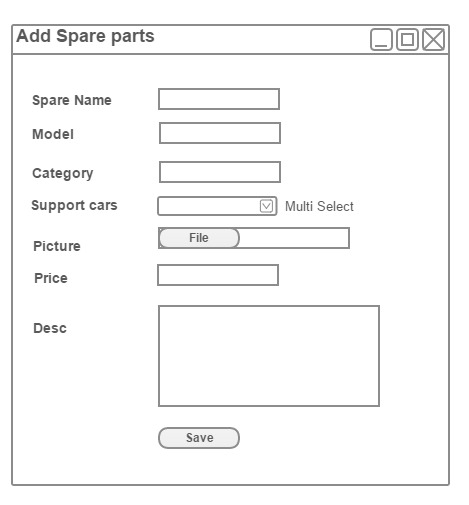 Add Spare parts
Spare Name
Model
Category
Support cars Multi Select
Picture File
Price
Desc
Save